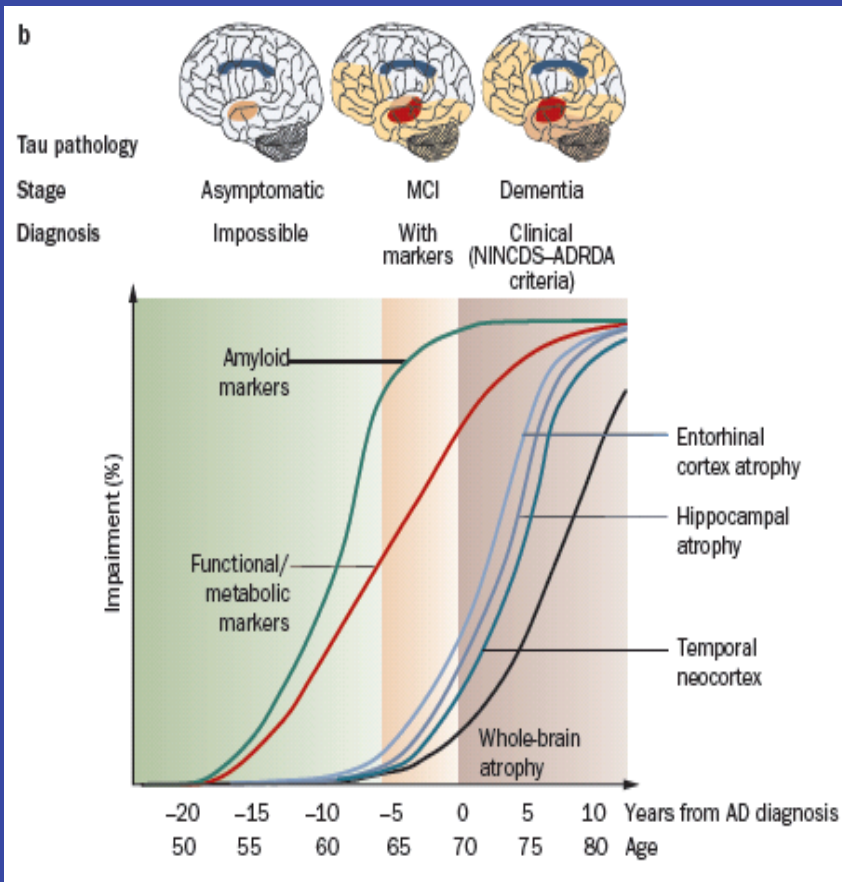 b
Tau pathology
Stage Asymptomatic MCI Dementia
Diagnosis Impossible With Clinical
markers (NINCDS–ADRDA
criteria)
Amyloid
markers
Entorhinal
cortex atrophy
Hippocampal
atrophy
Functional/
metabolic
markers
Temporal
neocortex
Whole-brain
atrophy
Impairment (%)
–20 –15 –10 –5 0 5 10 Years from AD diagnosis
50 55 60 65 70 75 80 Age